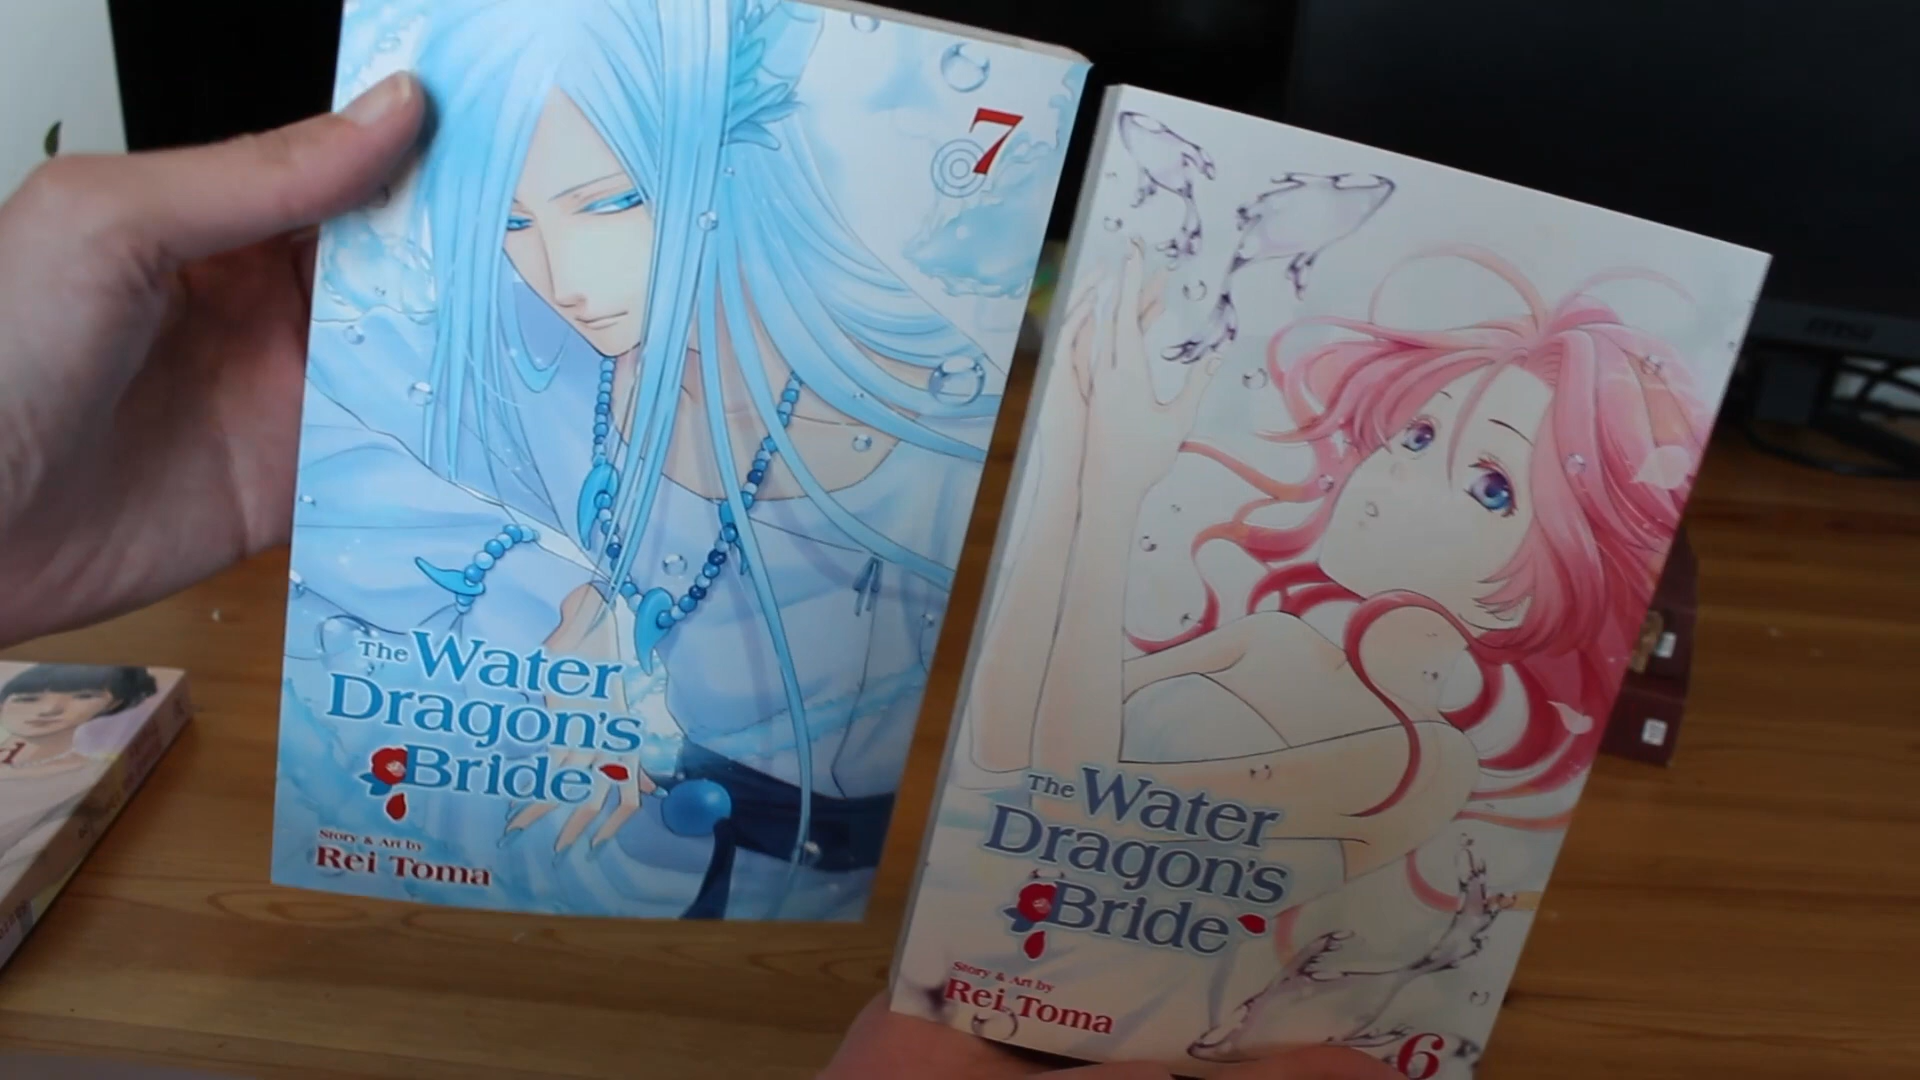 7
The Water
Dragon's
Bride
Story & Art by
Rei Toma
The Water
Dragon's
Bride
Story & Art by
Rei Toma
6
d